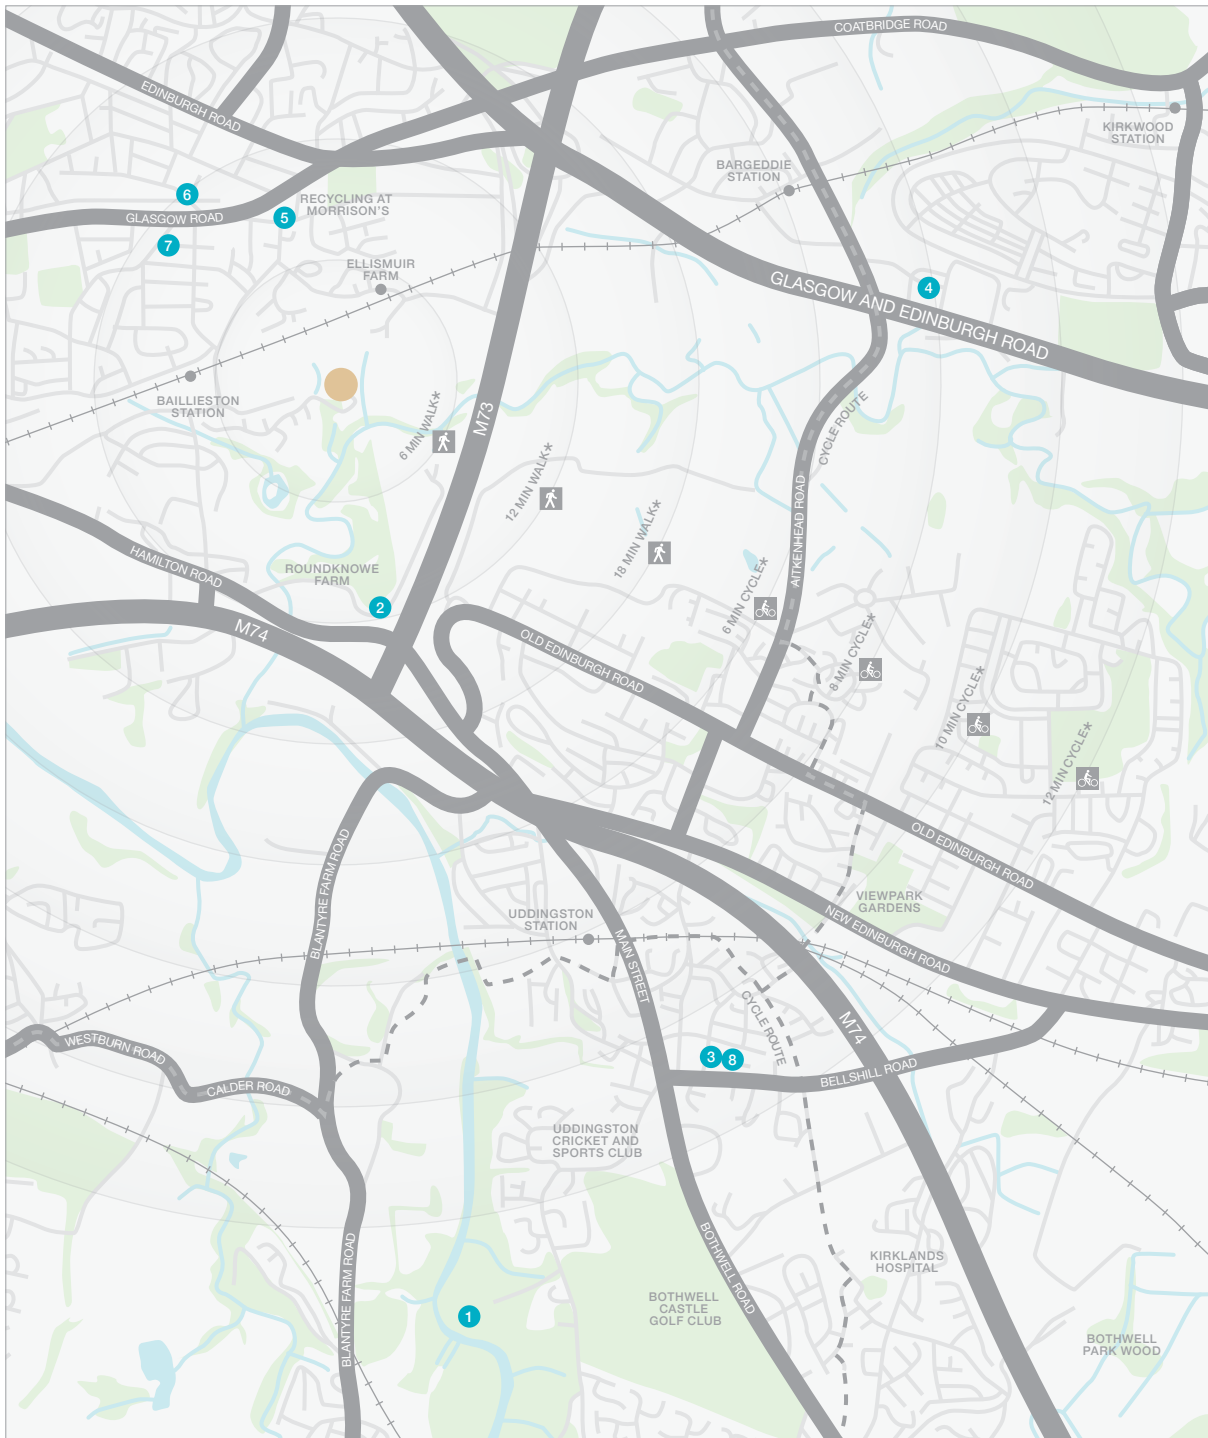 COATBRIDGE ROAD
EDINBURGH ROAD
KIRKWOOD
STATION
BARGEDDIE
STATION
6
RECYCLING AT
MORRISON'S
GLASGOW ROAD
5
7
ELLISMUIR
FARM
GLASGOW AND EDINBURGH ROAD
4
BAILLIESTON
STATION
6 MIN WALK*
M73
CYCLE ROUTE
12 MIN WALK*
18 MIN WALK*
AITKENHEAD ROAD
HAMILTON ROAD
ROUNDKNOWE
FARM
2
6 MIN CYCLE*
M74
OLD EDINBURGH ROAD
8 MIN CYCLE*
10 MIN CYCLE*
12 MIN CYCLE*
BLANTYRE FARM ROAD
OLD EDINBURGH ROAD
VIEWPARK
GARDENS
UDDINGSTON
STATION
MAIN STREET
NEW EDINBURGH ROAD
CYCLE ROUTE
M74
WESTBURN ROAD
3
8
BELLSHILL ROAD
CALDER ROAD
UDDINGSTON
CRICKET AND
SPORTS CLUB
BLANTYRE FARM ROAD
BOTHWELL ROAD
KIRKLANDS
HOSPITAL
1
BOTHWELL
CASTLE
GOLF CLUB
BOTHWELL
PARK WOOD